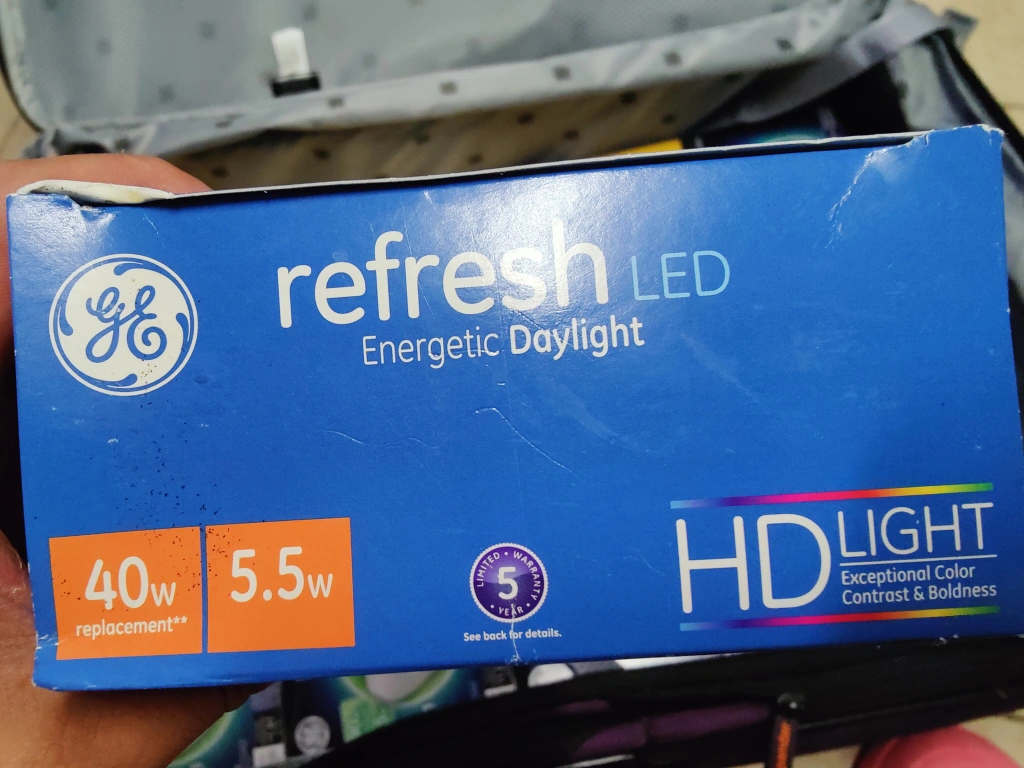 GE
refresh LED
Energetic Daylight
40w
replacement**
5.5w
LIMITED • WARRANTY
5
• YEAR •
See back for details.
HD LIGHT
Exceptional Color
Contrast & Boldness